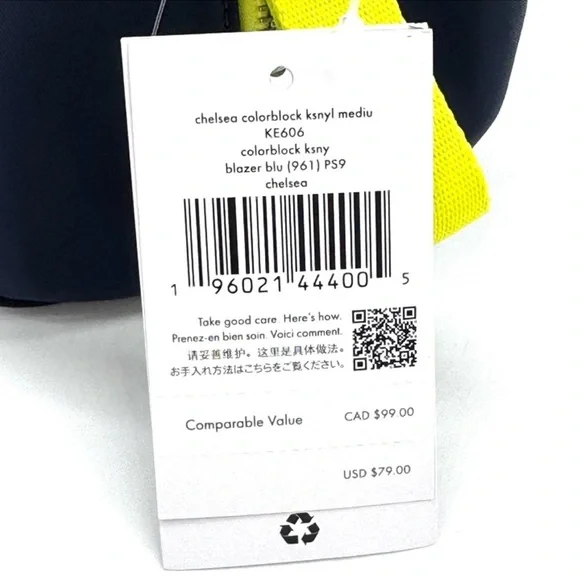 chelsea colorblock ksnyl mediu
KE606
colorblock ksny
blazer blu (961) PS9
chelsea
1 96021 44400 5
Take good care. Here's how.
Prenez-en bien soin. Voici comment.
请妥善维护。这里是具体做法。
お手入れ方法はこちらをご覧ください。
Comparable Value CAD $99.00
USD $79.00